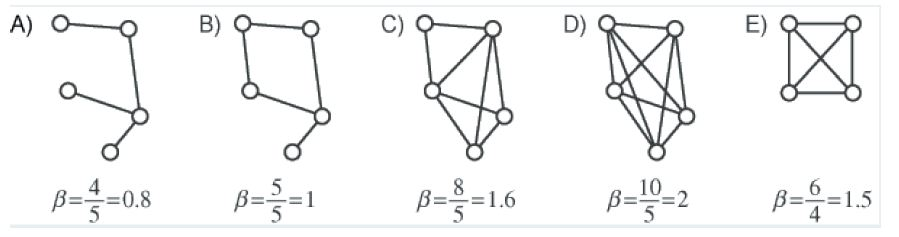 A) B) C) D) E)
β=4/5=0.8 β=5/5=1 β=8/5=1.6 β=10/5=2 β=6/4=1.5